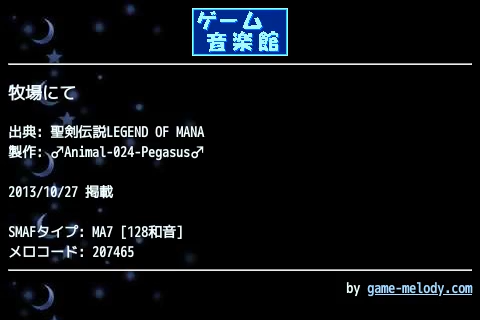 ゲーム
音楽館
牧場にて
出典: 聖剣伝説LEGEND OF MANA
製作: ♂Animal-024-Pegasus♂
2013/10/27 掲載
SMAFタイプ: MA7 [128和音]
メロコード: 207465
by game-melody.com